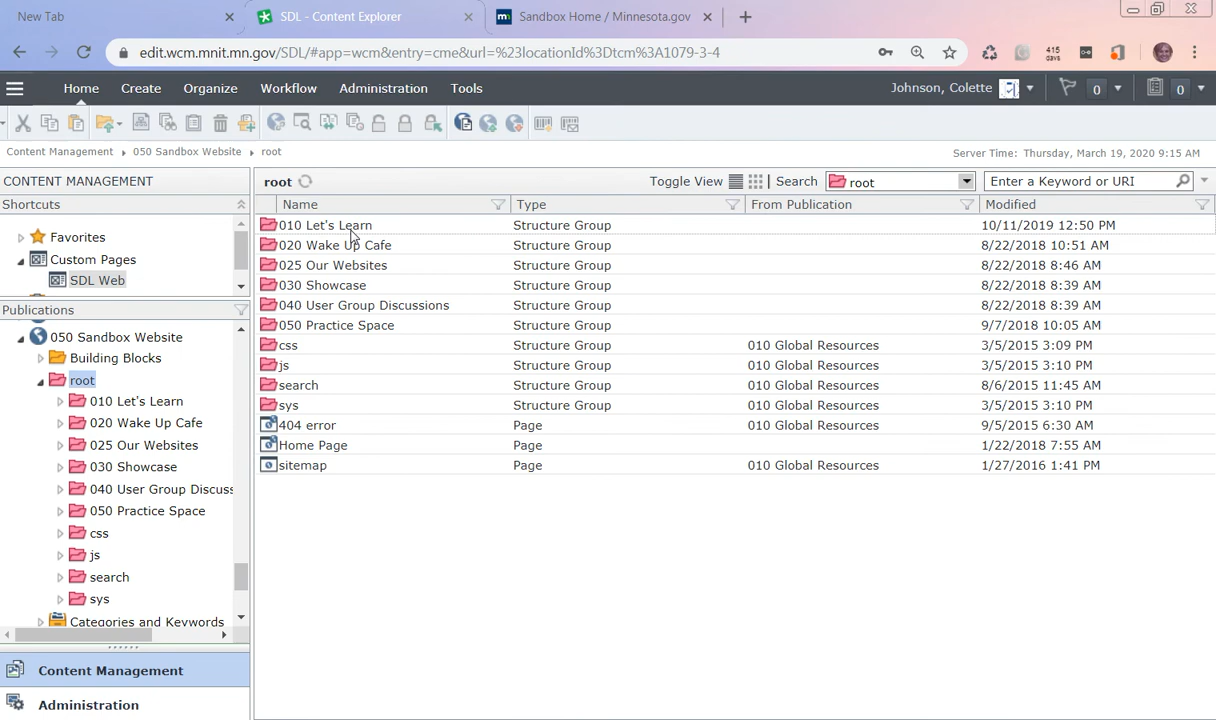 New Tab
SDL - Content Explorer
Sandbox Home / Minnesota.gov
edit.wcm.mnit.mn.gov/SDL/#app=wcm&entry=cme&url=%23locationId%3Dtcm%3A1079-3-4
415
days
Home Create Organize Workflow Administration Tools
Johnson, Colette
0
0
Content Management 050 Sandbox Website root
Server Time: Thursday, March 19, 2020 9:15 AM
CONTENT MANAGEMENT
root
Toggle View | Search root Enter a Keyword or URI
Shortcuts
Favorites
Custom Pages
SDL Web
Publications
050 Sandbox Website
Building Blocks
root
010 Let's Learn
020 Wake Up Cafe
025 Our Websites
030 Showcase
040 User Group Discuss
050 Practice Space
css
js
search
sys
Categories and Keywords
Content Management
Administration
Name Type From Publication Modified
010 Let's Learn Structure Group 10/11/2019 12:50 PM
020 Wake Up Cafe Structure Group 8/22/2018 10:51 AM
025 Our Websites Structure Group 8/22/2018 8:46 AM
030 Showcase Structure Group 8/22/2018 8:39 AM
040 User Group Discussions Structure Group 8/22/2018 8:39 AM
050 Practice Space Structure Group 9/7/2018 10:05 AM
css Structure Group 010 Global Resources 3/5/2015 3:09 PM
js Structure Group 010 Global Resources 3/5/2015 3:10 PM
search Structure Group 010 Global Resources 8/6/2015 11:45 AM
sys Structure Group 010 Global Resources 3/5/2015 3:10 PM
404 error Page 010 Global Resources 9/5/2015 6:30 AM
Home Page Page 1/22/2018 7:55 AM
sitemap Page 010 Global Resources 1/27/2016 1:41 PM